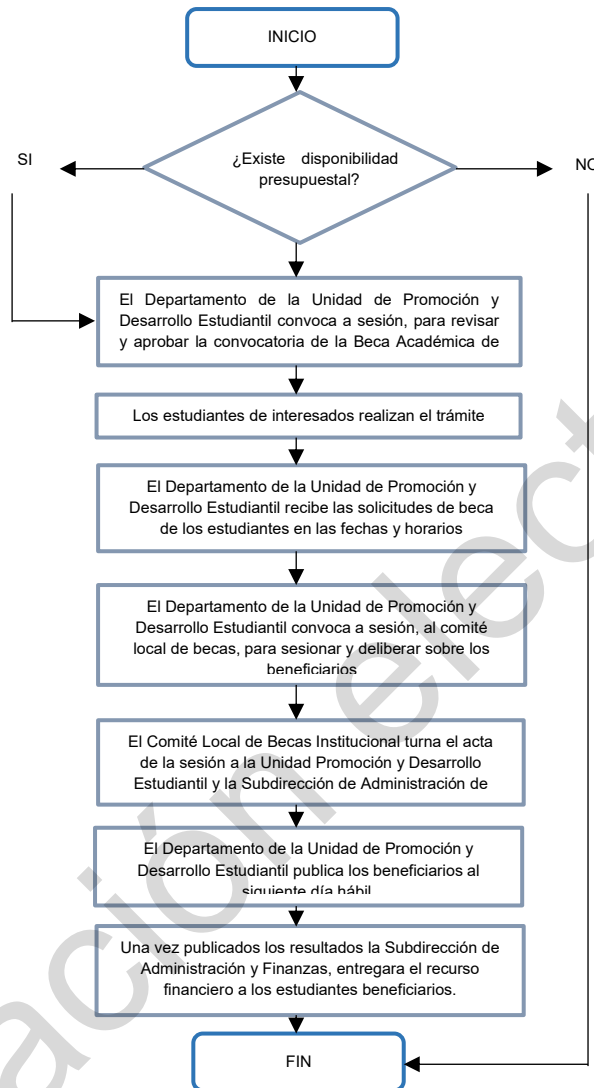 INICIO
¿Existe disponibilidad
presupuestal?
SI
NO
El Departamento de la Unidad de Promoción y
Desarrollo Estudiantil convoca a sesión, para revisar
y aprobar la convocatoria de la Beca Académica de
Los estudiantes de interesados realizan el trámite
El Departamento de la Unidad de Promoción y
Desarrollo Estudiantil recibe las solicitudes de beca
de los estudiantes en las fechas y horarios
El Departamento de la Unidad de Promoción y
Desarrollo Estudiantil convoca a sesión, al comité
local de becas, para sesionar y deliberar sobre los
beneficiarios
El Comité Local de Becas Institucional turna el acta
de la sesión a la Unidad Promoción y Desarrollo
Estudiantil y la Subdirección de Administración de
El Departamento de la Unidad de Promoción y
Desarrollo Estudiantil publica los beneficiarios al
siguiente día hábil
Una vez publicados los resultados la Subdirección de
Administración y Finanzas, entregara el recurso
financiero a los estudiantes beneficiarios.
FIN
ación elect